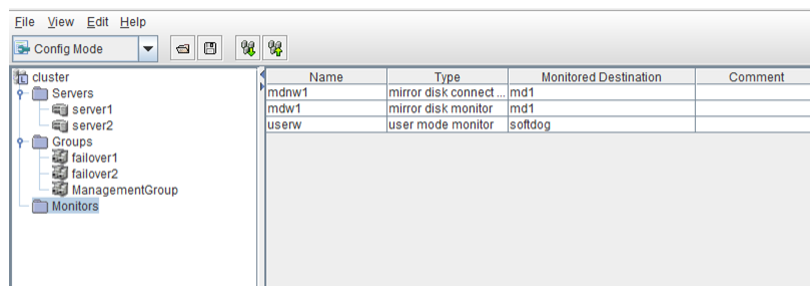 File View Edit Help
Config Mode
cluster
Servers
server1
server2
Groups
failover1
failover2
ManagementGroup
Monitors
Name Type Monitored Destination Comment
mdnw1 mirror disk connect ... md1
mdw1 mirror disk monitor md1
userw user mode monitor softdog